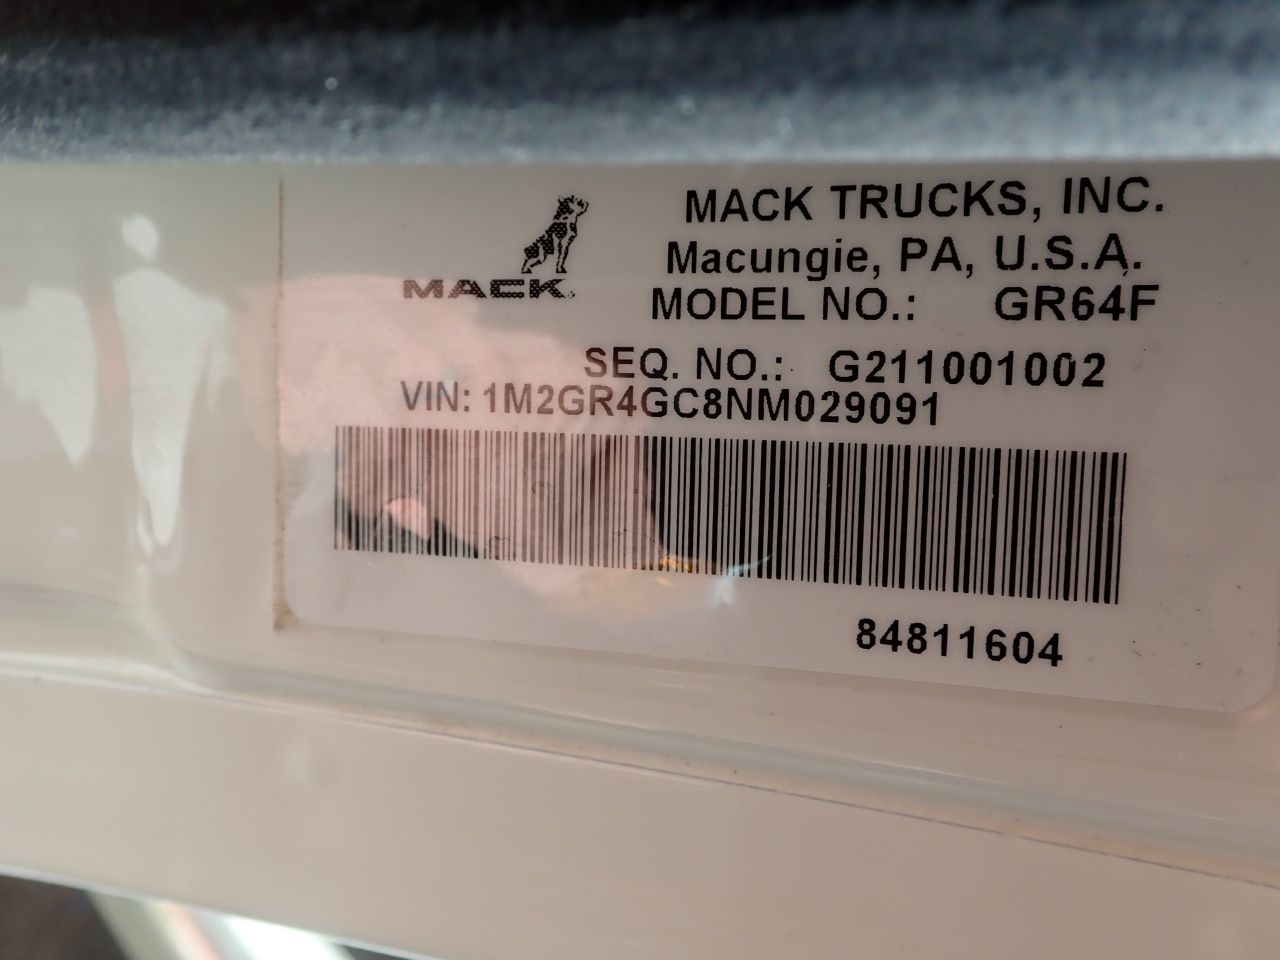 MACK TRUCKS, INC.
Macungie, PA, U.S.A.
MACK
MODEL NO.: GR64F
SEQ. NO.: G211001002
VIN: 1M2GR4GC8NM029091
84811604